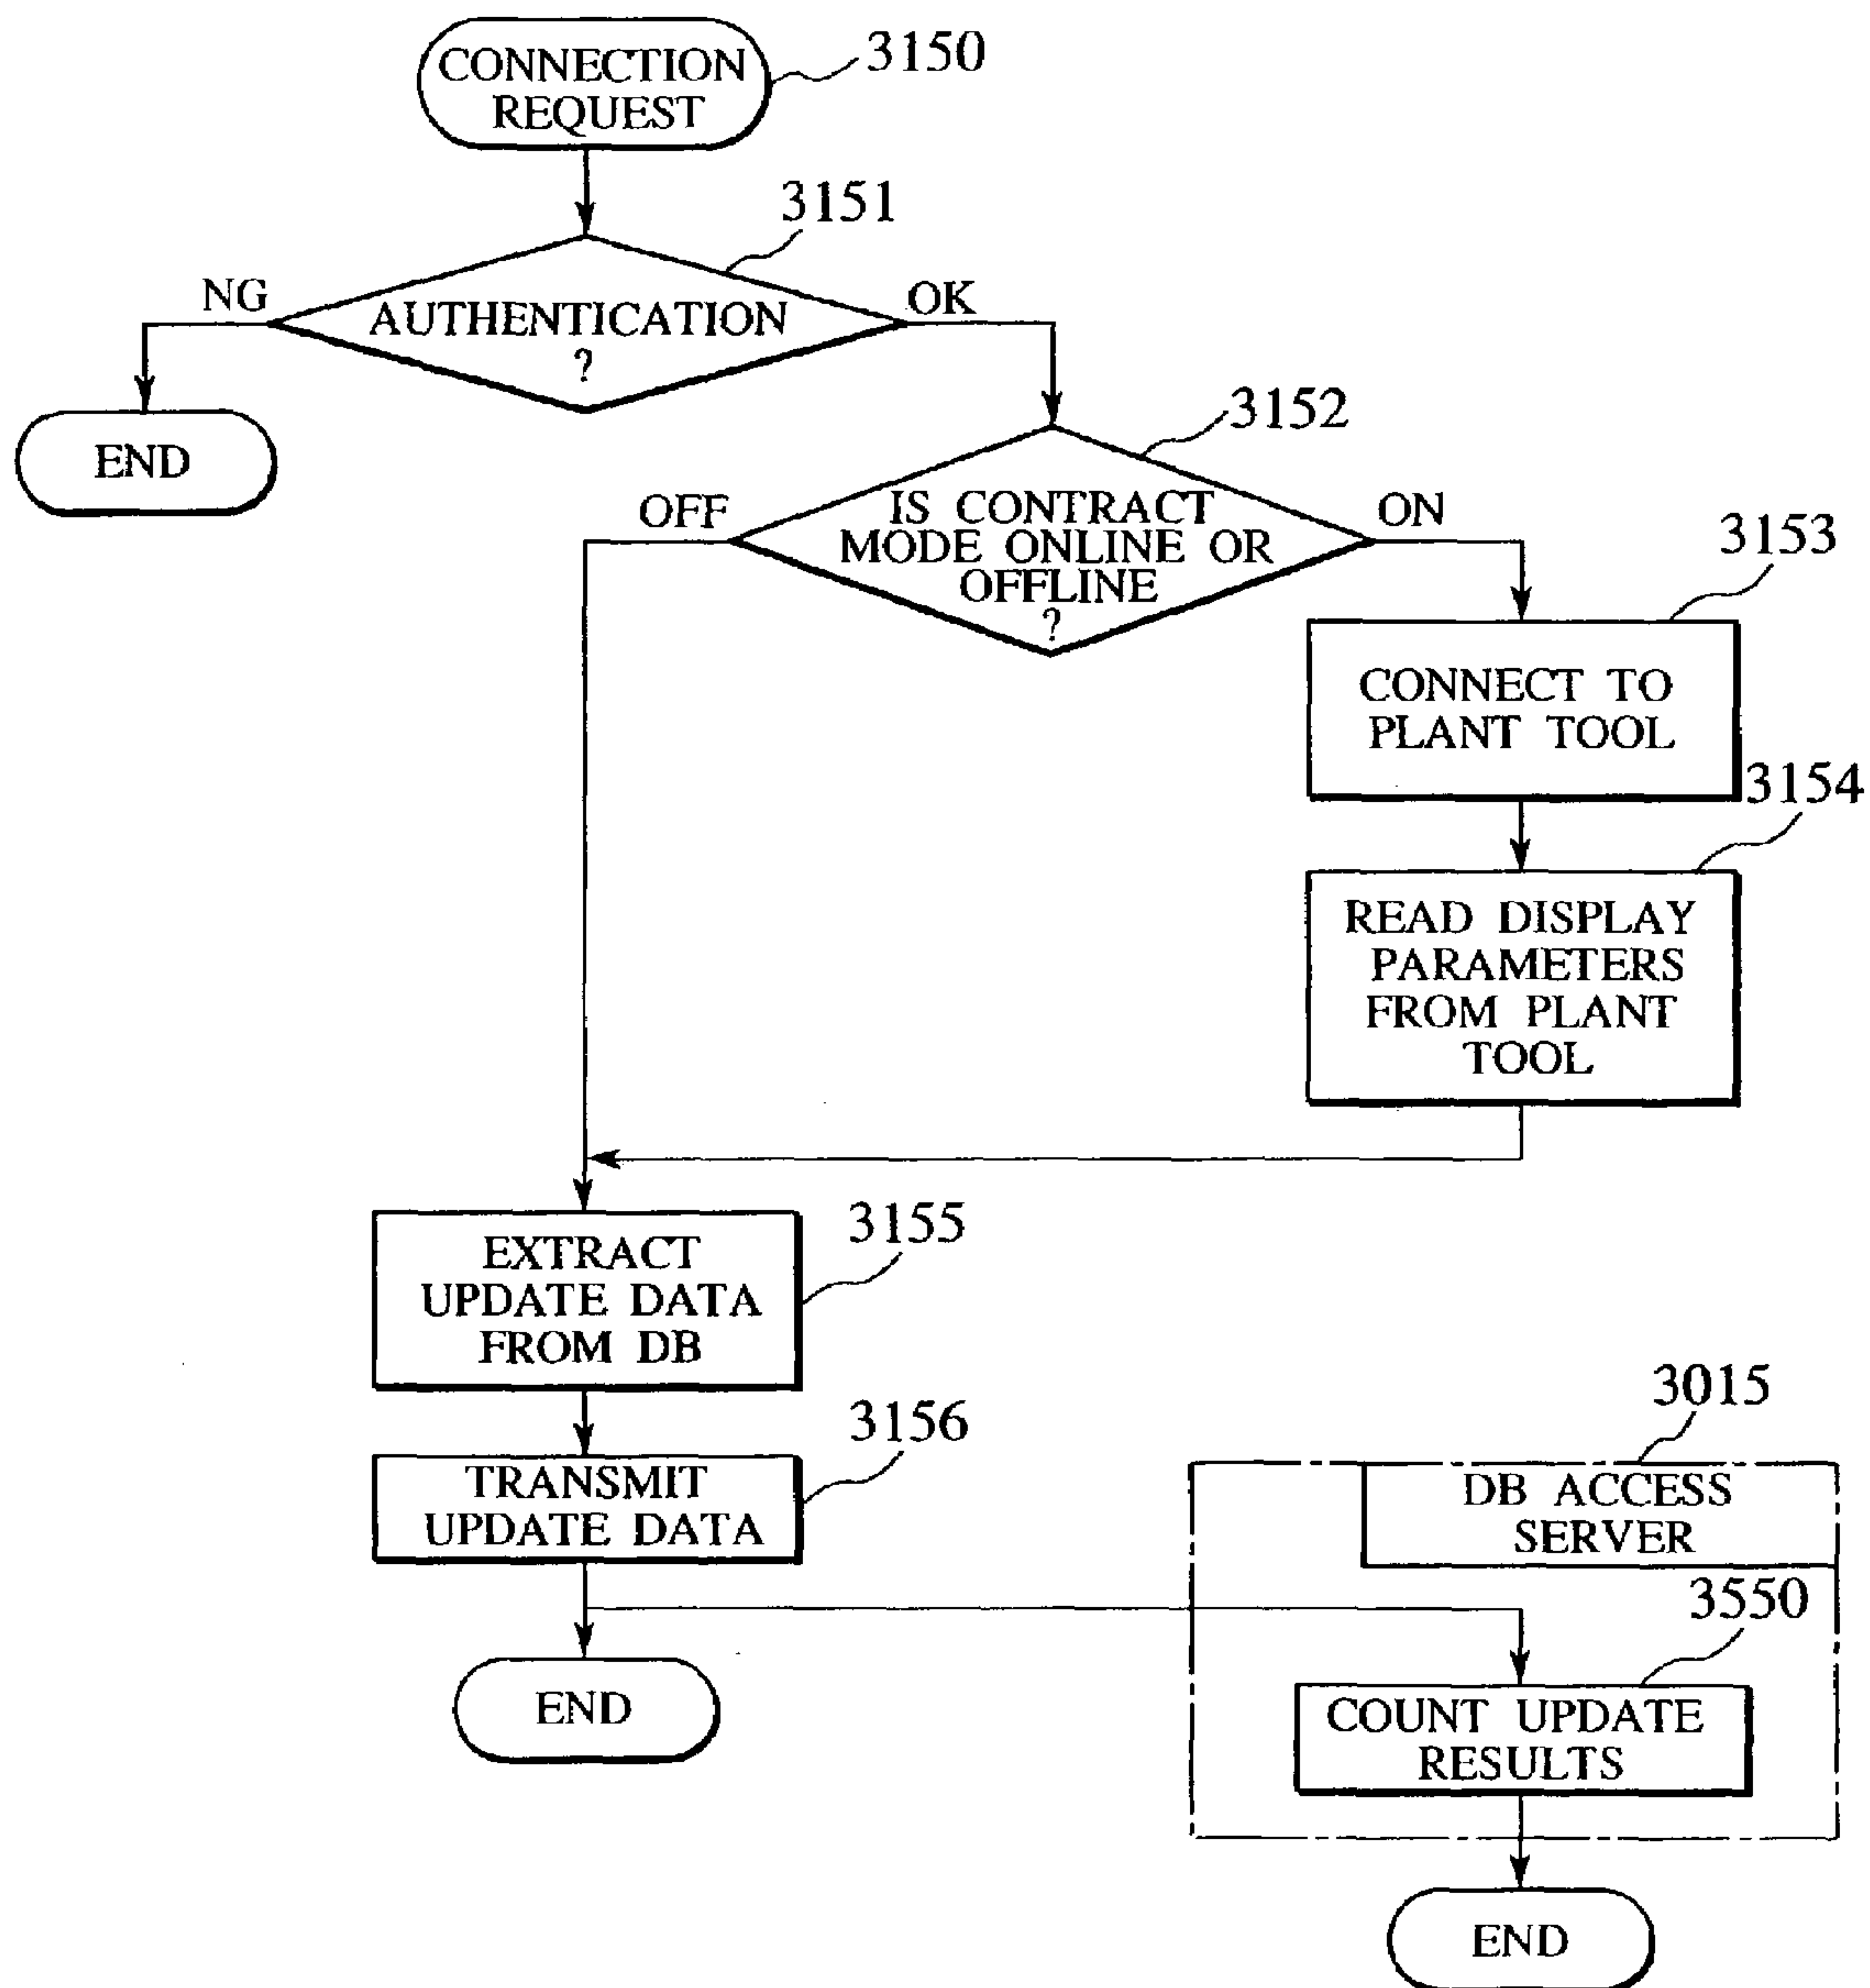 CONNECTION
REQUEST
3150
3151
NG
AUTHENTICATION
?
OK
END
3152
OFF
IS CONTRACT
MODE ONLINE OR
OFFLINE
?
ON
3153
CONNECT TO
PLANT TOOL
3154
READ DISPLAY
PARAMETERS
FROM PLANT
TOOL
3155
EXTRACT
UPDATE DATA
FROM DB
3156
TRANSMIT
UPDATE DATA
3015
DB ACCESS
SERVER
3550
COUNT UPDATE
RESULTS
END
END